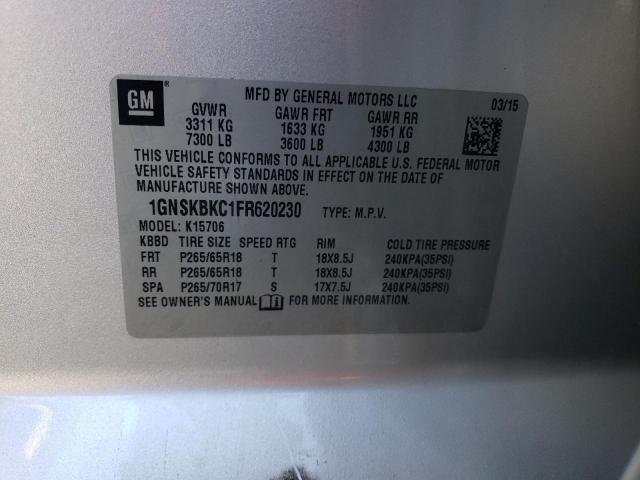 GM ®
MFD BY GENERAL MOTORS LLC 03/15
GVWR GAWR FRT GAWR RR
3311 KG 1633 KG 1951 KG
7300 LB 3600 LB 4300 LB
THIS VEHICLE CONFORMS TO ALL APPLICABLE U.S. FEDERAL MOTOR
VEHICLE SAFETY STANDARDS IN EFFECT ON THE DATE OF
MANUFACTURE SHOWN ABOVE.
1GNSKBKC1FR620230 TYPE: M.P.V.
MODEL: K15706
KBBD TIRE SIZE SPEED RTG RIM COLD TIRE PRESSURE
FRT P265/65R18 T 18X8.5J 240KPA(35PSI)
RR P265/65R18 T 18X8.5J 240KPA(35PSI)
SPA P265/70R17 S 17X7.5J 240KPA(35PSI)
SEE OWNER'S MANUAL FOR MORE INFORMATION.